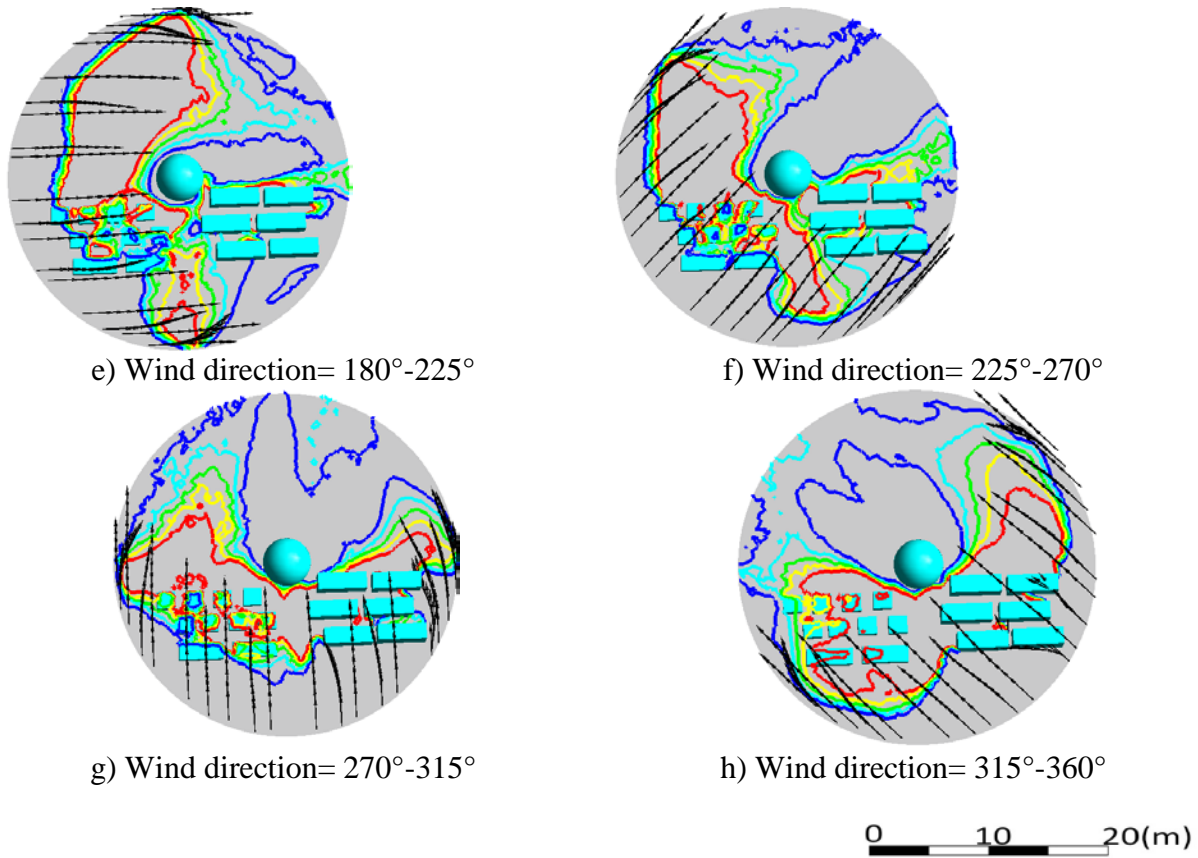 e) Wind direction= 180°-225°
f) Wind direction= 225°-270°
g) Wind direction= 270°-315°
h) Wind direction= 315°-360°
0 10 20(m)